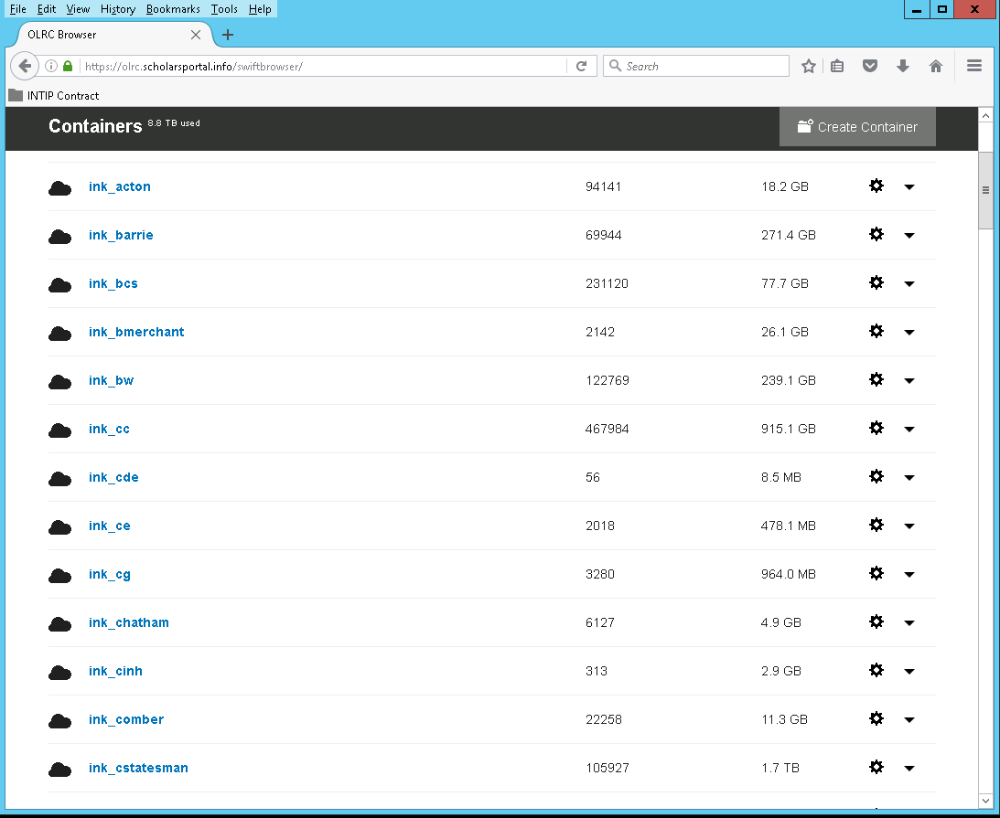 File Edit View History Bookmarks Tools Help
OLRC Browser
https://olrc.scholarsportal.info/swiftbrowser/
Search
INTIP Contract
Containers 8.8 TB used
Create Container
ink_acton 94141 18.2 GB
ink_barrie 69944 271.4 GB
ink_bcs 231120 77.7 GB
ink_bmerchant 2142 26.1 GB
ink_bw 122769 239.1 GB
ink_cc 467984 915.1 GB
ink_cde 56 8.5 MB
ink_ce 2018 478.1 MB
ink_cg 3280 964.0 MB
ink_chatham 6127 4.9 GB
ink_cinh 313 2.9 GB
ink_comber 22258 11.3 GB
ink_cstatesman 105927 1.7 TB